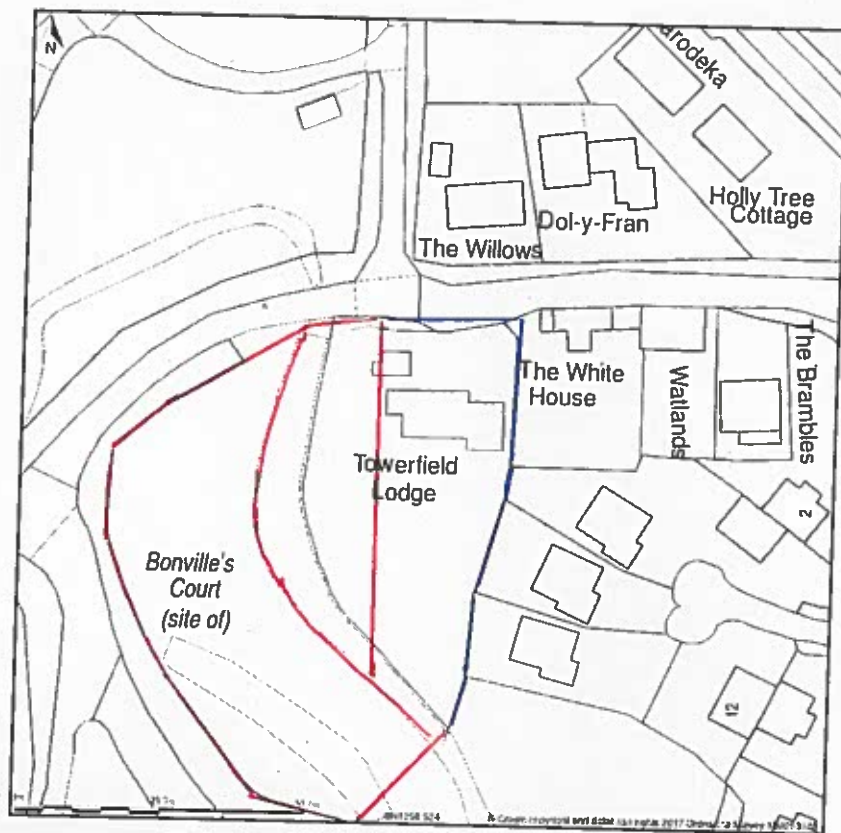 N
arodeka
Holly Tree
Cottage
Dol-y-Fran
The Willows
The White
House
Watlands
The Brambles
Towerfield
Lodge
2
Bonville's
Court
(site of)
12